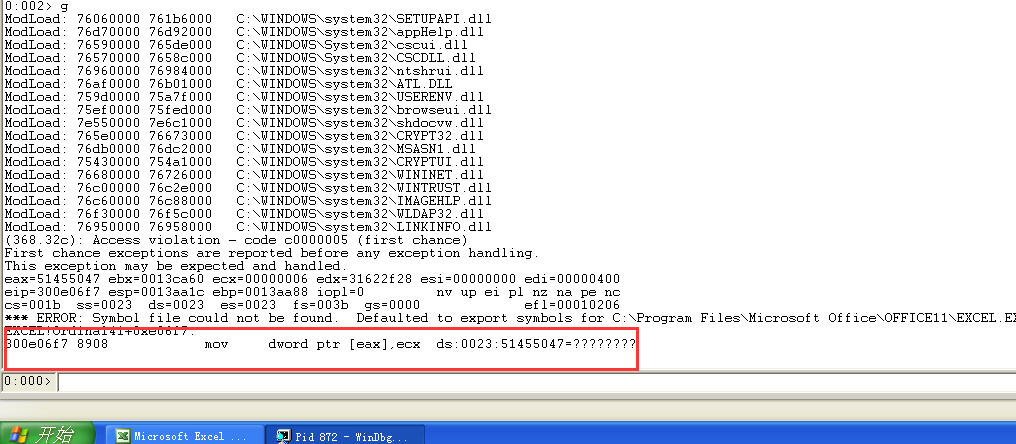 0:002> g
ModLoad: 76060000 761b6000   C:\WINDOWS\system32\SETUPAPI.dll
ModLoad: 76d70000 76d92000   C:\WINDOWS\system32\appHelp.dll
ModLoad: 76590000 765de000   C:\WINDOWS\System32\cscui.dll
ModLoad: 76570000 7658c000   C:\WINDOWS\System32\CSCDLL.dll
ModLoad: 76960000 76984000   C:\WINDOWS\system32\ntshrui.dll
ModLoad: 76af0000 76b01000   C:\WINDOWS\system32\ATL.DLL
ModLoad: 759d0000 75a7f000   C:\WINDOWS\system32\USERENV.dll
ModLoad: 75ef0000 75fed000   C:\WINDOWS\system32\browseui.dll
ModLoad: 7e550000 7e6c1000   C:\WINDOWS\system32\shdocvw.dll
ModLoad: 765e0000 76673000   C:\WINDOWS\system32\CRYPT32.dll
ModLoad: 76db0000 76dc2000   C:\WINDOWS\system32\MSASN1.dll
ModLoad: 75430000 754a1000   C:\WINDOWS\system32\CRYPTUI.dll
ModLoad: 76680000 76726000   C:\WINDOWS\system32\WININET.dll
ModLoad: 76c00000 76c2e000   C:\WINDOWS\system32\WINTRUST.dll
ModLoad: 76c60000 76c88000   C:\WINDOWS\system32\IMAGEHLP.dll
ModLoad: 76f30000 76f5c000   C:\WINDOWS\system32\WLDAP32.dll
ModLoad: 76950000 76958000   C:\WINDOWS\system32\LINKINFO.dll
(368.32c): Access violation - code c0000005 (first chance)
First chance exceptions are reported before any exception handling.
This exception may be expected and handled.
eax=51455047 ebx=0013ca60 ecx=00000006 edx=31622f28 esi=00000000 edi=00000400
eip=300e06f7 esp=0013aa1c ebp=0013aa88 iopl=0         nv up ei pl nz na pe nc
cs=001b  ss=0023  ds=0023  es=0023  fs=003b  gs=0000             efl=00010206
*** ERROR: Symbol file could not be found.  Defaulted to export symbols for C:\Program Files\Microsoft Office\OFFICE11\EXCEL.EX
EXCEL!Ordinal41+0xe06f7:
300e06f7 8908            mov     dword ptr [eax],ecx  ds:0023:51455047=????????
0:000>
开始
Microsoft Excel ...
Pid 872 - WinDbg...